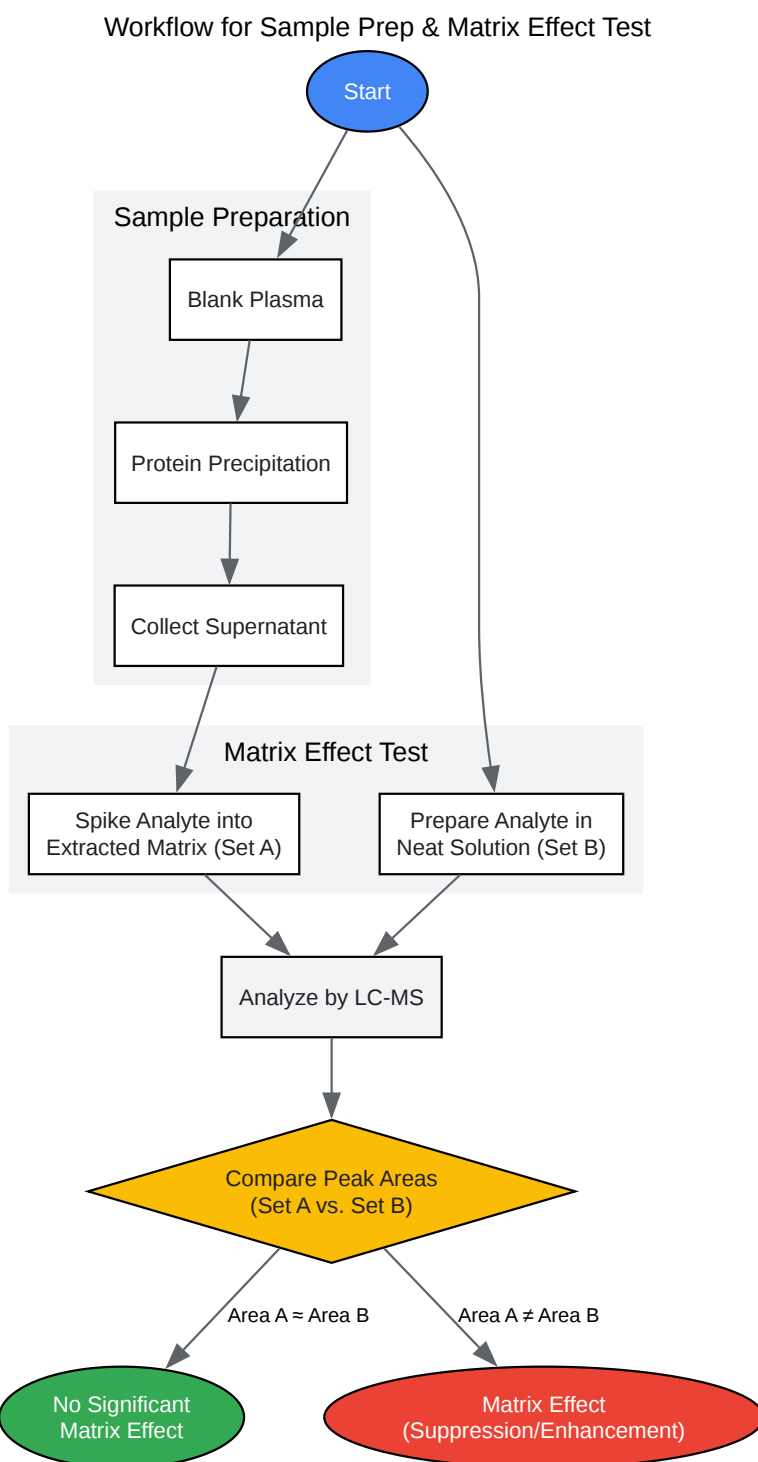 Workflow for Sample Prep & Matrix Effect Test
Start
Sample Preparation
Blank Plasma
Protein Precipitation
Collect Supernatant
Matrix Effect Test
Spike Analyte into
Extracted Matrix (Set A)
Prepare Analyte in
Neat Solution (Set B)
Analyze by LC-MS
Compare Peak Areas
(Set A vs. Set B)
Area A ≈ Area B
Area A ≠ Area B
No Significant
Matrix Effect
Matrix Effect
(Suppression/Enhancement)